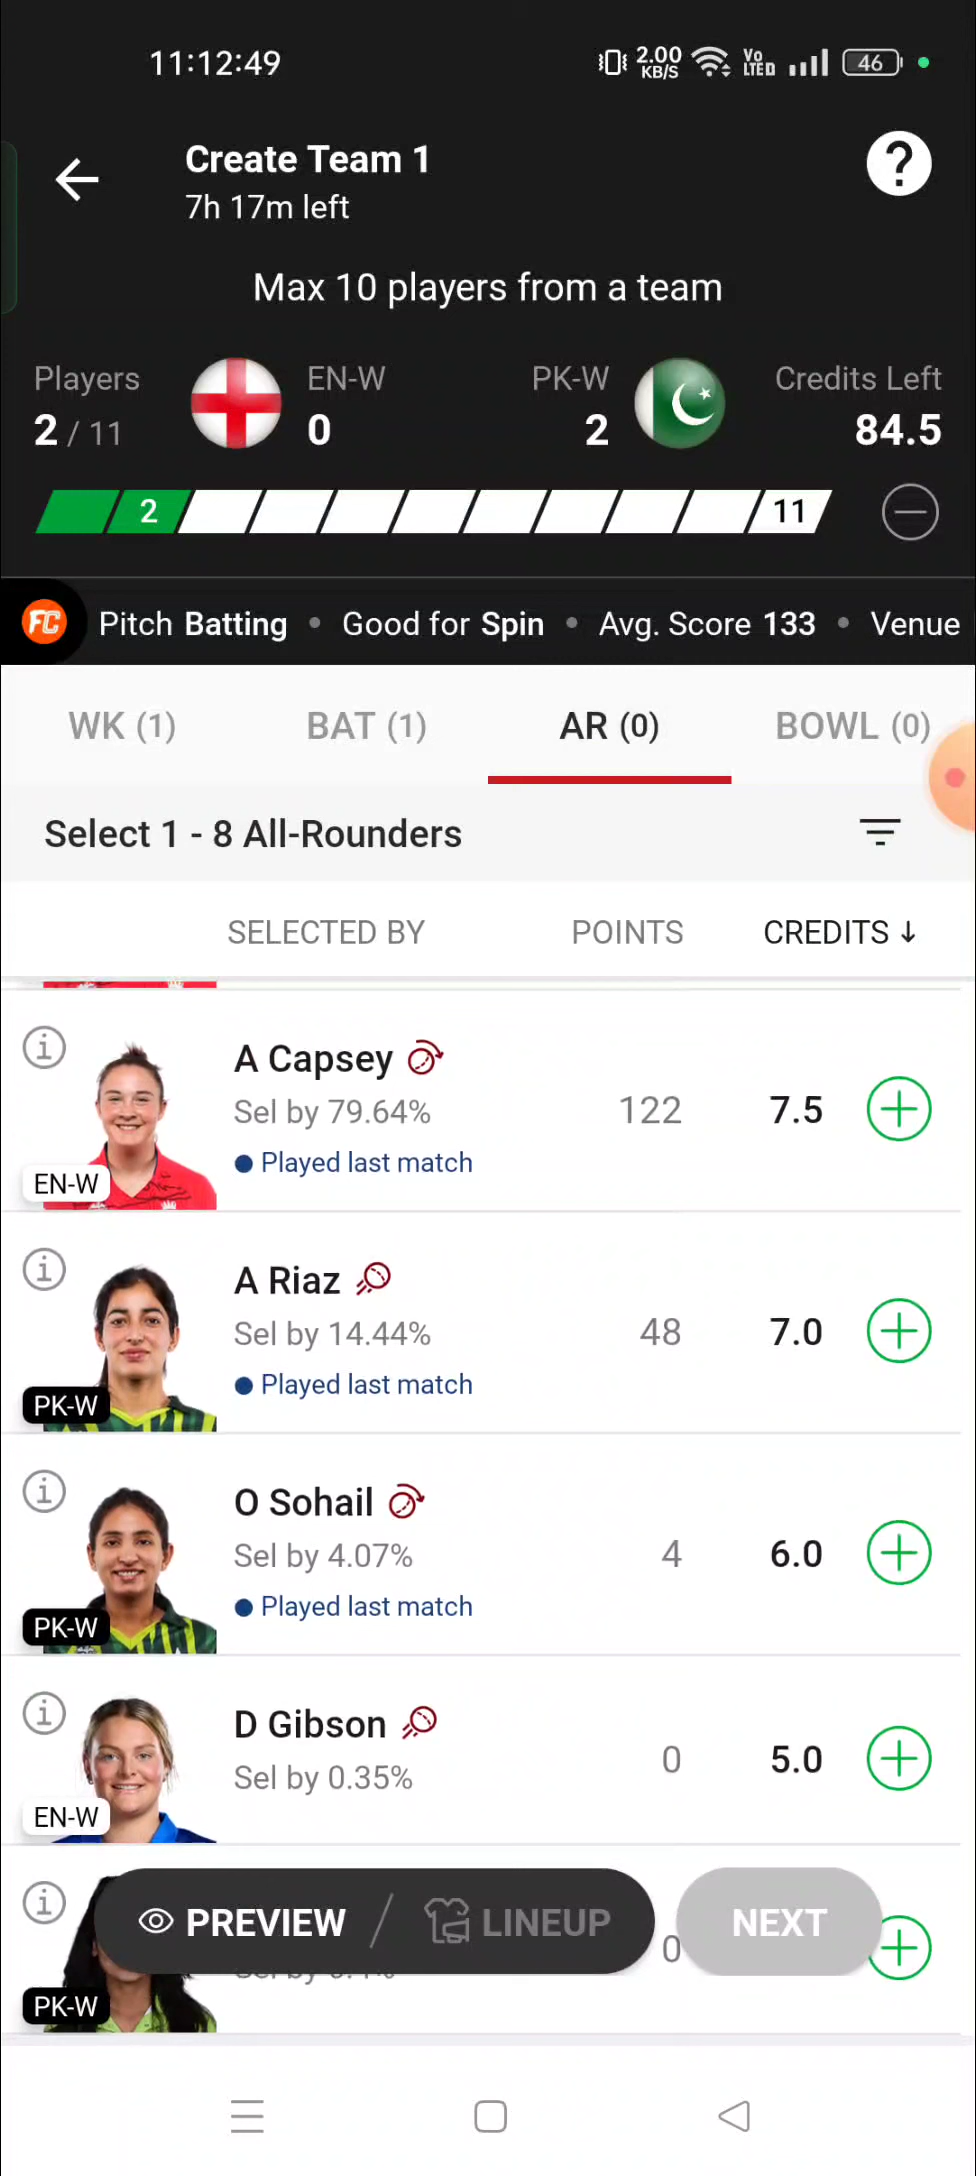 11:12:49
2.00 KB/S
Vo LTED
46
Create Team 1
?
7h 17m left
Max 10 players from a team
Players
EN-W
PK-W
Credits Left
2 / 11
0
2
84.5
2
11
FC
Pitch Batting • Good for Spin • Avg. Score 133 • Venue
WK (1)
BAT (1)
AR (0)
BOWL (0)
Select 1 - 8 All-Rounders
SELECTED BY
POINTS
CREDITS ↓
A Capsey
Sel by 79.64%
122
7.5
Played last match
EN-W
A Riaz
Sel by 14.44%
48
7.0
Played last match
PK-W
O Sohail
Sel by 4.07%
4
6.0
Played last match
PK-W
D Gibson
Sel by 0.35%
0
5.0
EN-W
PREVIEW / LINEUP
NEXT
0
PK-W